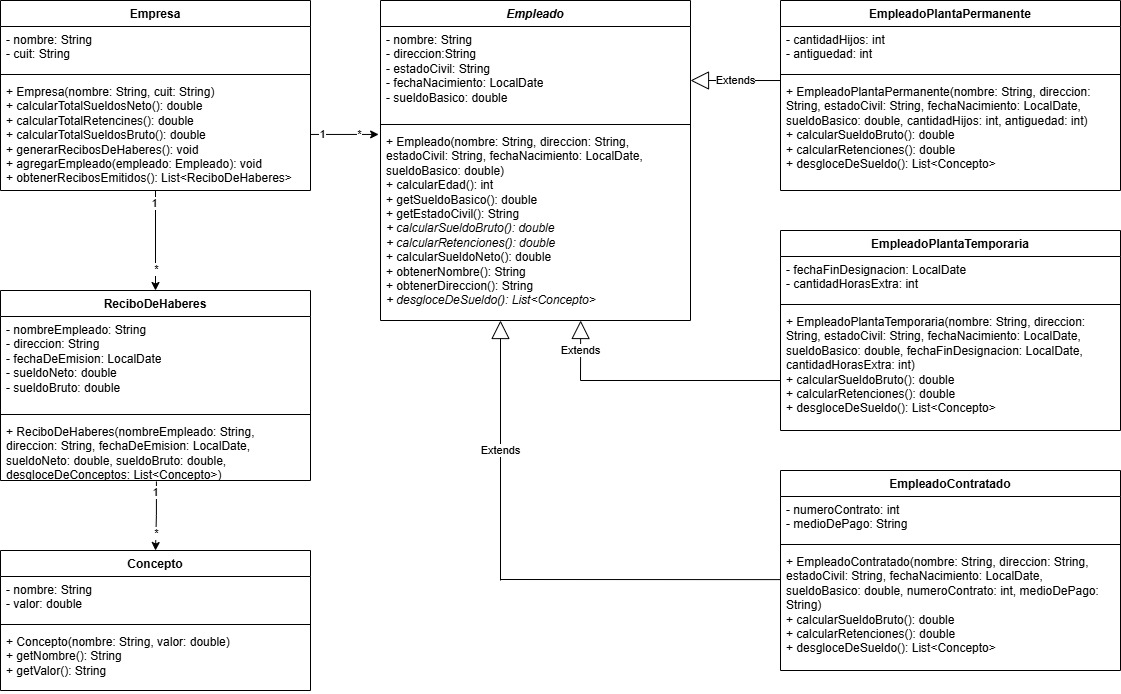 Empresa
- nombre: String
- cuit: String
+ Empresa(nombre: String, cuit: String)
+ calcularTotalSueldosNeto(): double
+ calcularTotalRetencines(): double
+ calcularTotalSueldosBruto(): double
+ generarRecibosDeHaberes(): void
+ agregarEmpleado(empleado: Empleado): void
+ obtenerRecibosEmitidos(): List<ReciboDeHaberes>
1
*
1
*
ReciboDeHaberes
- nombreEmpleado: String
- direccion: String
- fechaDeEmision: LocalDate
- sueldoNeto: double
- sueldoBruto: double
+ ReciboDeHaberes(nombreEmpleado: String,
direccion: String, fechaDeEmision: LocalDate,
sueldoNeto: double, sueldoBruto: double,
desgloceDeConceptos: List<Concepto>)
1
*
Concepto
- nombre: String
- valor: double
+ Concepto(nombre: String, valor: double)
+ getNombre(): String
+ getValor(): String
Empleado
- nombre: String
- direccion:String
- estadoCivil: String
- fechaNacimiento: LocalDate
- sueldoBasico: double
+ Empleado(nombre: String, direccion: String,
estadoCivil: String, fechaNacimiento: LocalDate,
sueldoBasico: double)
+ calcularEdad(): int
+ getSueldoBasico(): double
+ getEstadoCivil(): String
+ calcularSueldoBruto(): double
+ calcularRetenciones(): double
+ calcularSueldoNeto(): double
+ obtenerNombre(): String
+ obtenerDireccion(): String
+ desgloceDeSueldo(): List<Concepto>
Extends
Extends
Extends
EmpleadoPlantaPermanente
- cantidadHijos: int
- antiguedad: int
+ EmpleadoPlantaPermanente(nombre: String, direccion:
String, estadoCivil: String, fechaNacimiento: LocalDate,
sueldoBasico: double, cantidadHijos: int, antiguedad: int)
+ calcularSueldoBruto(): double
+ calcularRetenciones(): double
+ desgloceDeSueldo(): List<Concepto>
EmpleadoPlantaTemporaria
- fechaFinDesignacion: LocalDate
- cantidadHorasExtra: int
+ EmpleadoPlantaTemporaria(nombre: String, direccion:
String, estadoCivil: String, fechaNacimiento: LocalDate,
sueldoBasico: double, fechaFinDesignacion: LocalDate,
cantidadHorasExtra: int)
+ calcularSueldoBruto(): double
+ calcularRetenciones(): double
+ desgloceDeSueldo(): List<Concepto>
EmpleadoContratado
- numeroContrato: int
- medioDePago: String
+ EmpleadoContratado(nombre: String, direccion: String,
estadoCivil: String, fechaNacimiento: LocalDate,
sueldoBasico: double, numeroContrato: int, medioDePago:
String)
+ calcularSueldoBruto(): double
+ calcularRetenciones(): double
+ desgloceDeSueldo(): List<Concepto>